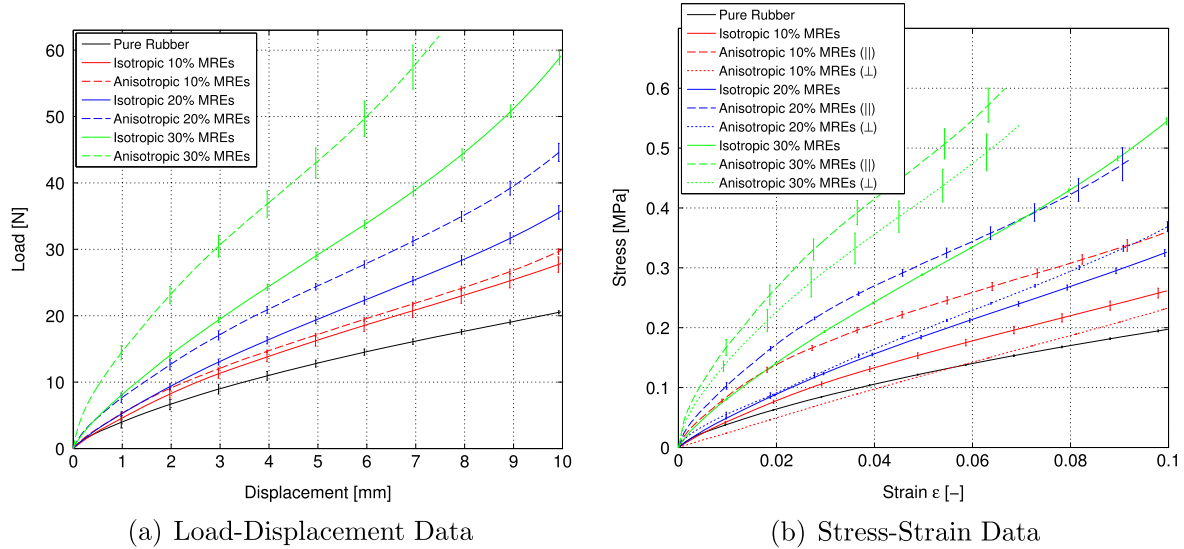 Pure Rubber
Isotropic 10% MREs
Anisotropic 10% MREs
Isotropic 20% MREs
Anisotropic 20% MREs
Isotropic 30% MREs
Anisotropic 30% MREs
60
50
40
30
20
10
0
Load [N]
0 1 2 3 4 5 6 7 8 9 10
Displacement [mm]
(a) Load-Displacement Data
Pure Rubber
Isotropic 10% MREs
Anisotropic 10% MREs (||)
Anisotropic 10% MREs (⊥)
Isotropic 20% MREs
Anisotropic 20% MREs (||)
Anisotropic 20% MREs (⊥)
Isotropic 30% MREs
Anisotropic 30% MREs (||)
Anisotropic 30% MREs (⊥)
0.6
0.5
0.4
0.3
0.2
0.1
0
Stress [MPa]
0 0.02 0.04 0.06 0.08 0.1
Strain ε [−]
(b) Stress-Strain Data